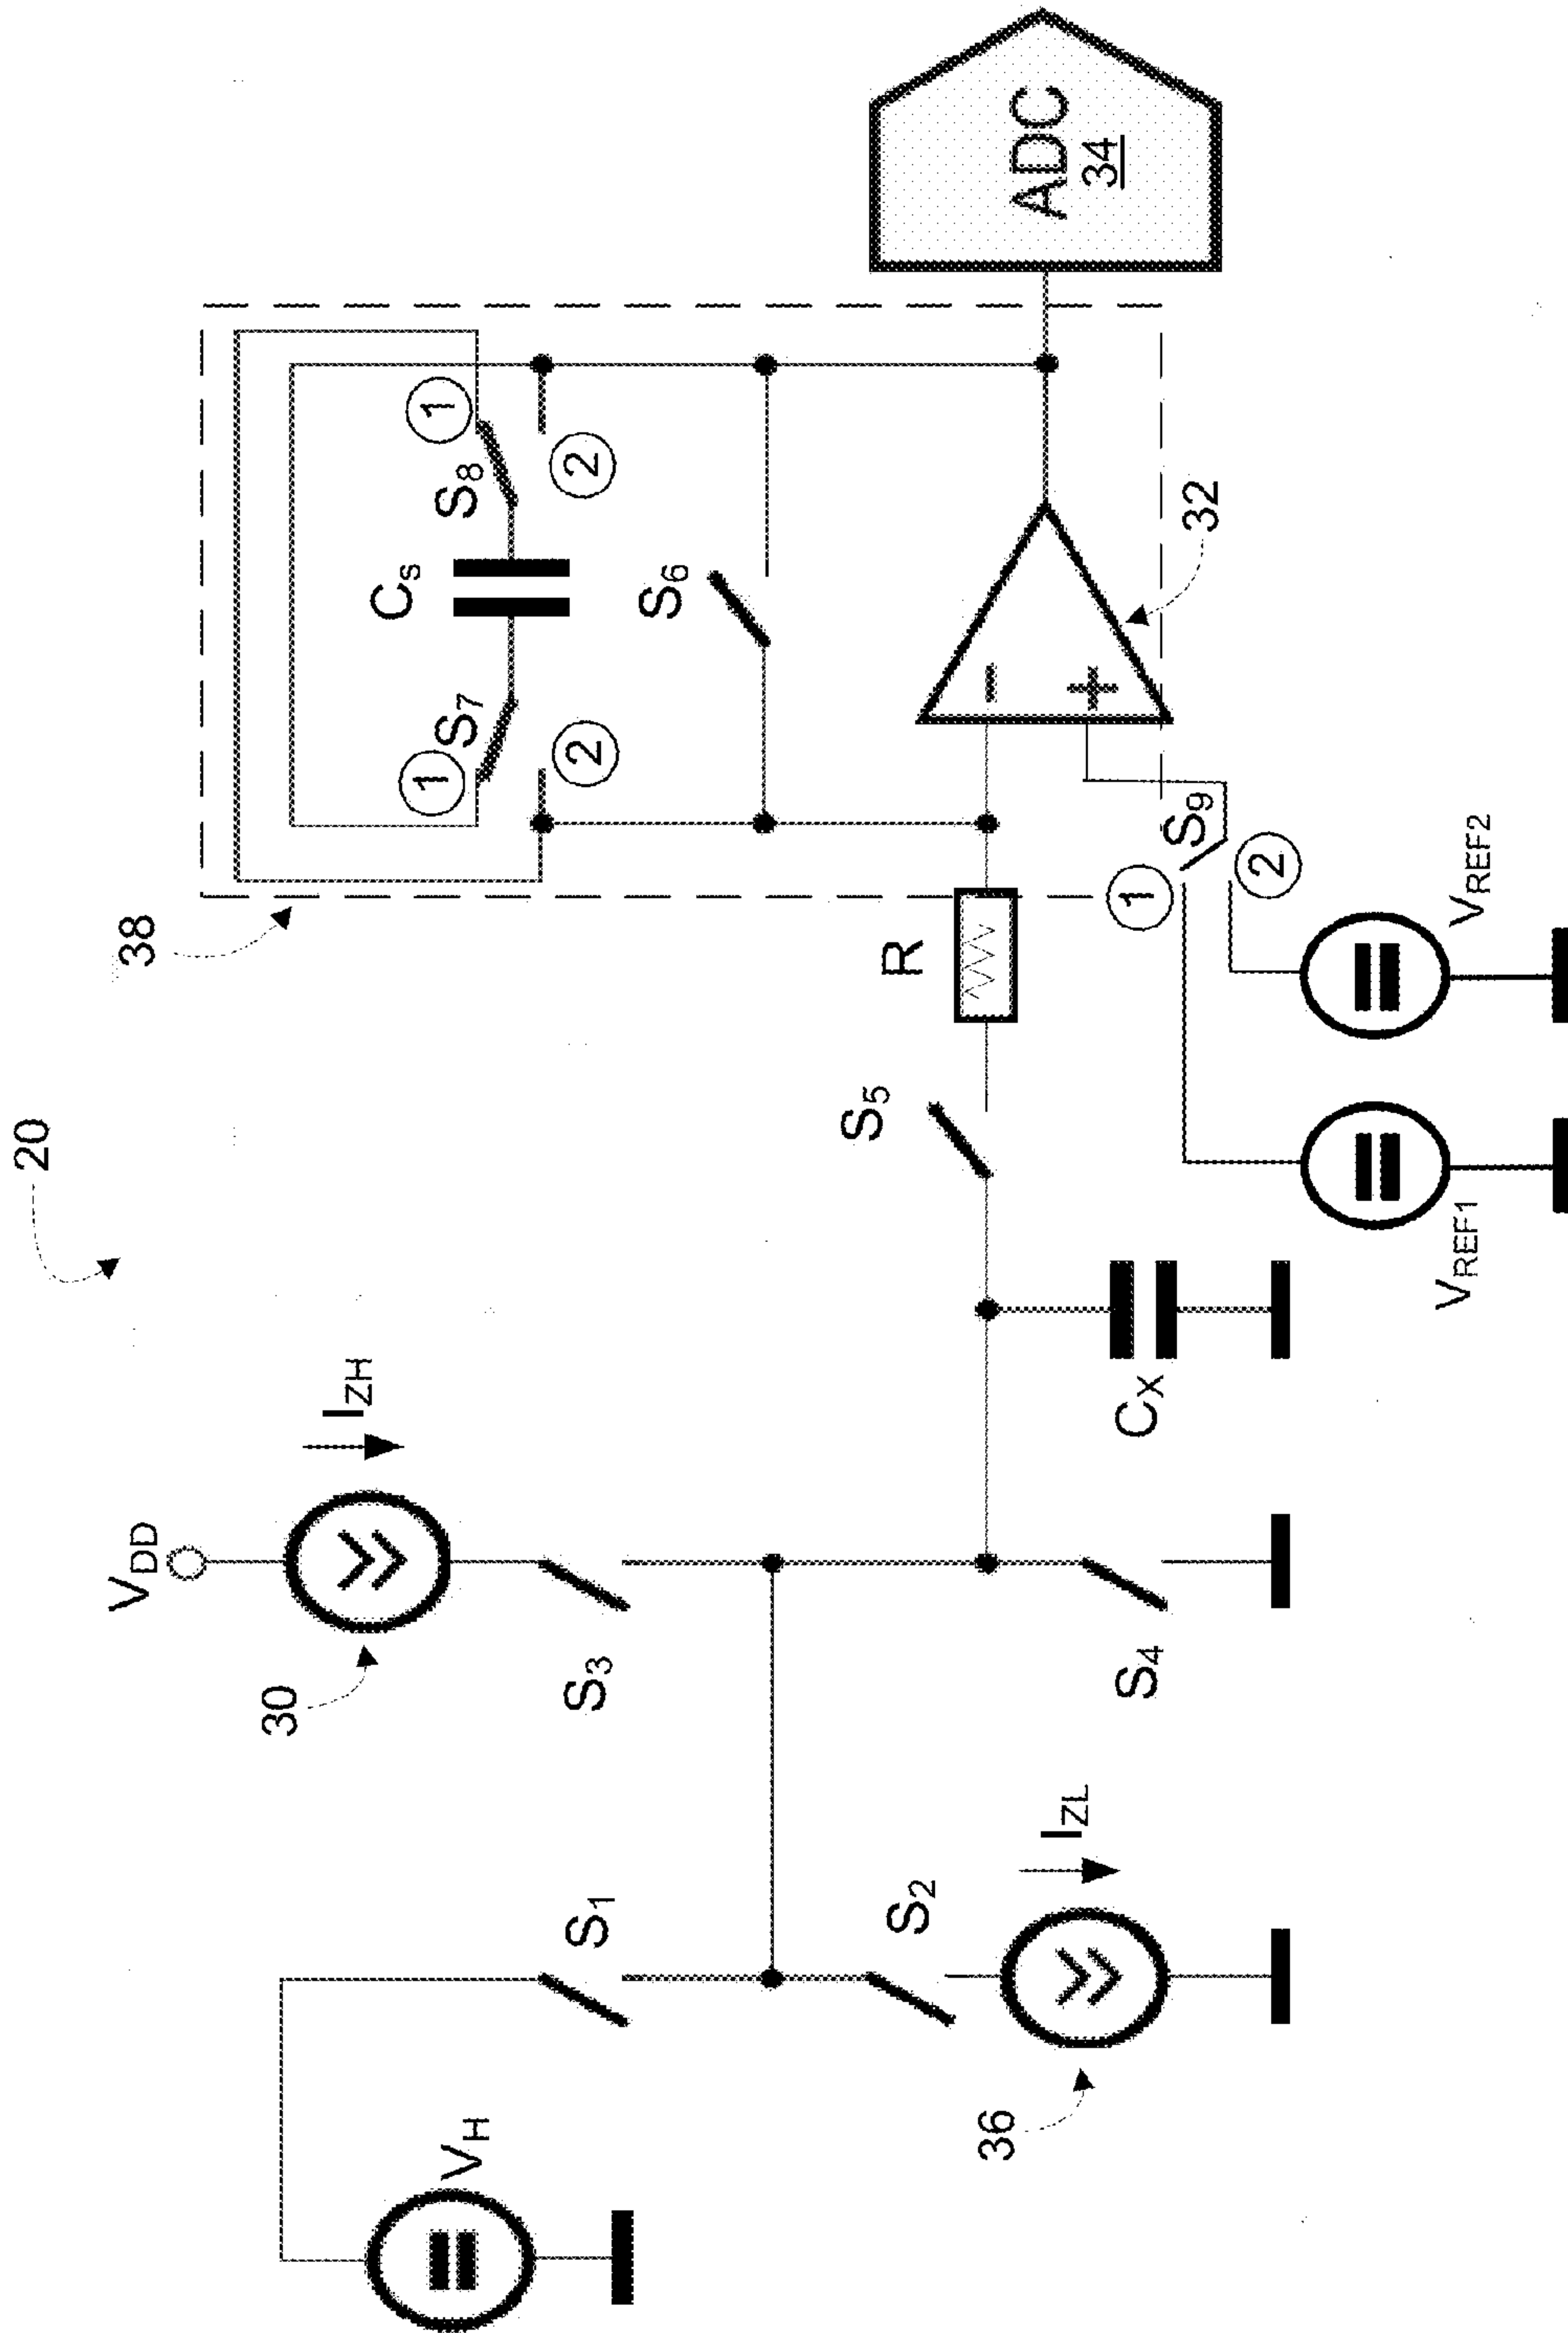 20
38
C_s
S_7
S_8
①
①
②
②
S_6
V_DD
I_ZH
30
S_3
S_1
V_H
S_5
R
−
+
32
ADC
34
S_2
I_ZL
36
S_4
C_X
S_9
①
②
V_REF1
V_REF2